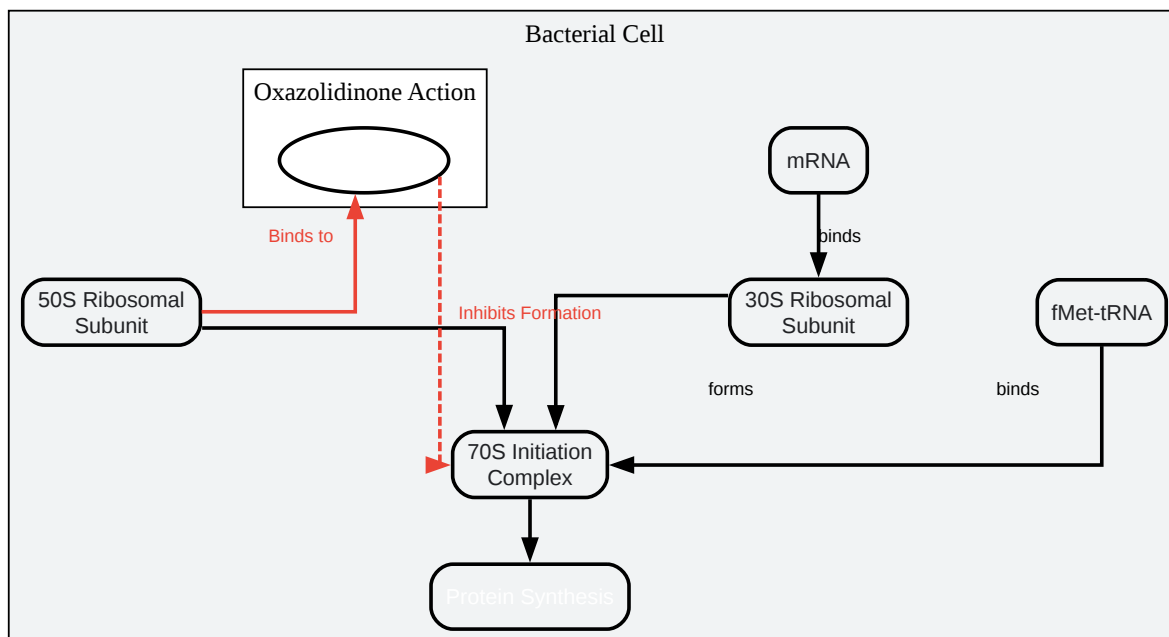 Bacterial Cell
Oxazolidinone Action
mRNA
Binds to
binds
50S Ribosomal
Subunit
Inhibits Formation
30S Ribosomal
Subunit
fMet-tRNA
forms
binds
70S Initiation
Complex
Protein Synthesis